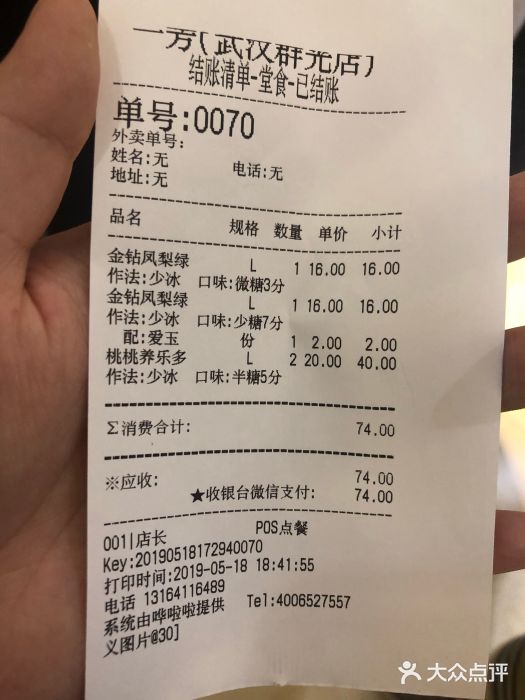 一芳(武汉群光店)
结账清单-堂食-已结账
单号:0070
外卖单号:
姓名:无 电话:无
地址:无
品名 规格 数量 单价 小计
金钻凤梨绿 L 1 16.00 16.00
作法:少冰 口味:微糖3分
金钻凤梨绿 L 1 16.00 16.00
作法:少冰 口味:少糖7分
配:爱玉 份 1 2.00 2.00
桃桃养乐多 L 2 20.00 40.00
作法:少冰 口味:半糖5分
Σ消费合计: 74.00
※应收: 74.00
★收银台微信支付: 74.00
001|店长 POS点餐
Key:20190518172940070
打印时间:2019-05-18 18:41:55
电话 13164116489
系统由哗啦啦提供 Tel:4006527557
义图片@30]
大众点评